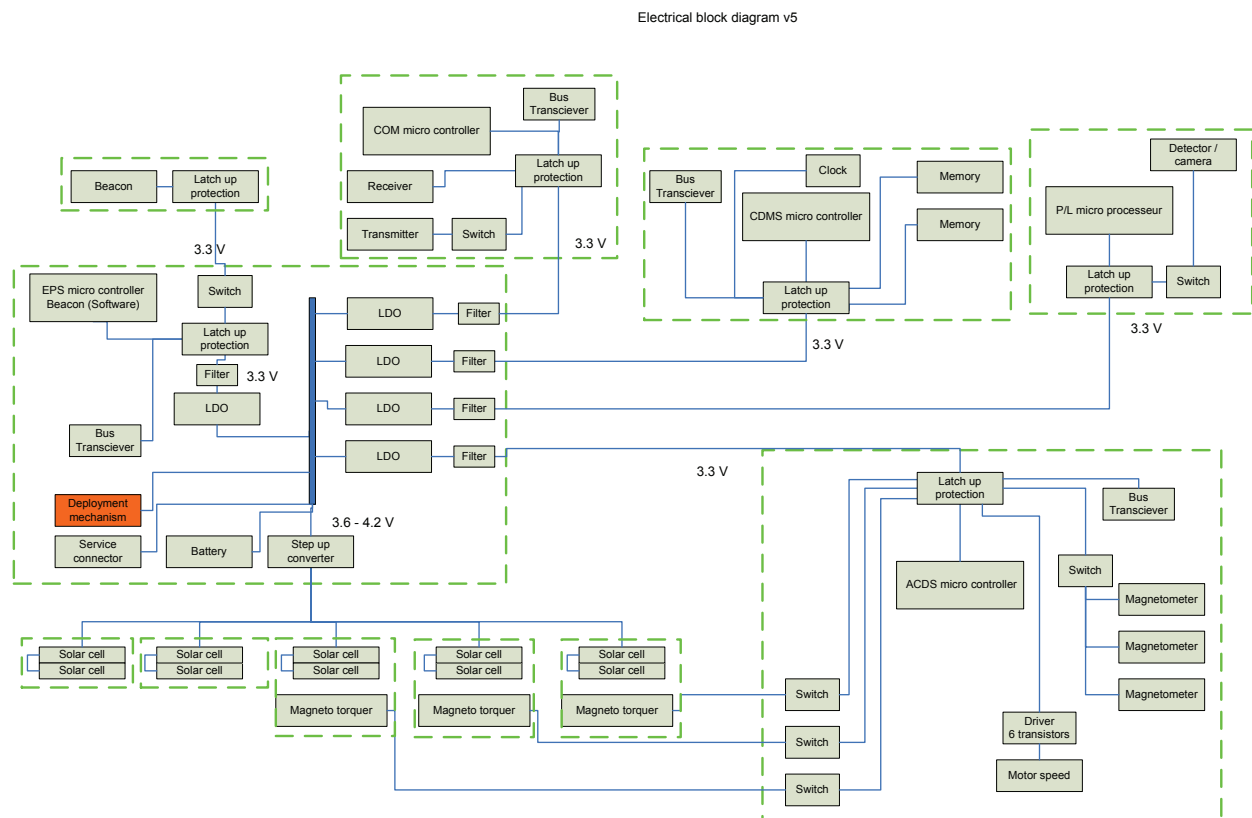 Electrical block diagram v5
Bus
Transciever
COM micro controller
Latch up
protection
Receiver
Transmitter
Switch
3.3 V
Beacon
Latch up
protection
3.3 V
Bus
Transciever
Clock
CDMS micro controller
Memory
Memory
Latch up
protection
3.3 V
Detector /
camera
P/L micro processeur
Latch up
protection
Switch
3.3 V
EPS micro controller
Beacon (Software)
Switch
Latch up
protection
Filter
3.3 V
LDO
Bus
Transciever
LDO
Filter
LDO
Filter
LDO
Filter
LDO
Filter
Deployment
mechanism
Service
connector
Battery
3.6 - 4.2 V
Step up
converter
3.3 V
Latch up
protection
Bus
Transciever
ACDS micro controller
Switch
Magnetometer
Magnetometer
Magnetometer
Solar cell
Solar cell
Solar cell
Solar cell
Solar cell
Solar cell
Solar cell
Solar cell
Solar cell
Solar cell
Magneto torquer
Magneto torquer
Magneto torquer
Switch
Switch
Switch
Driver
6 transistors
Motor speed